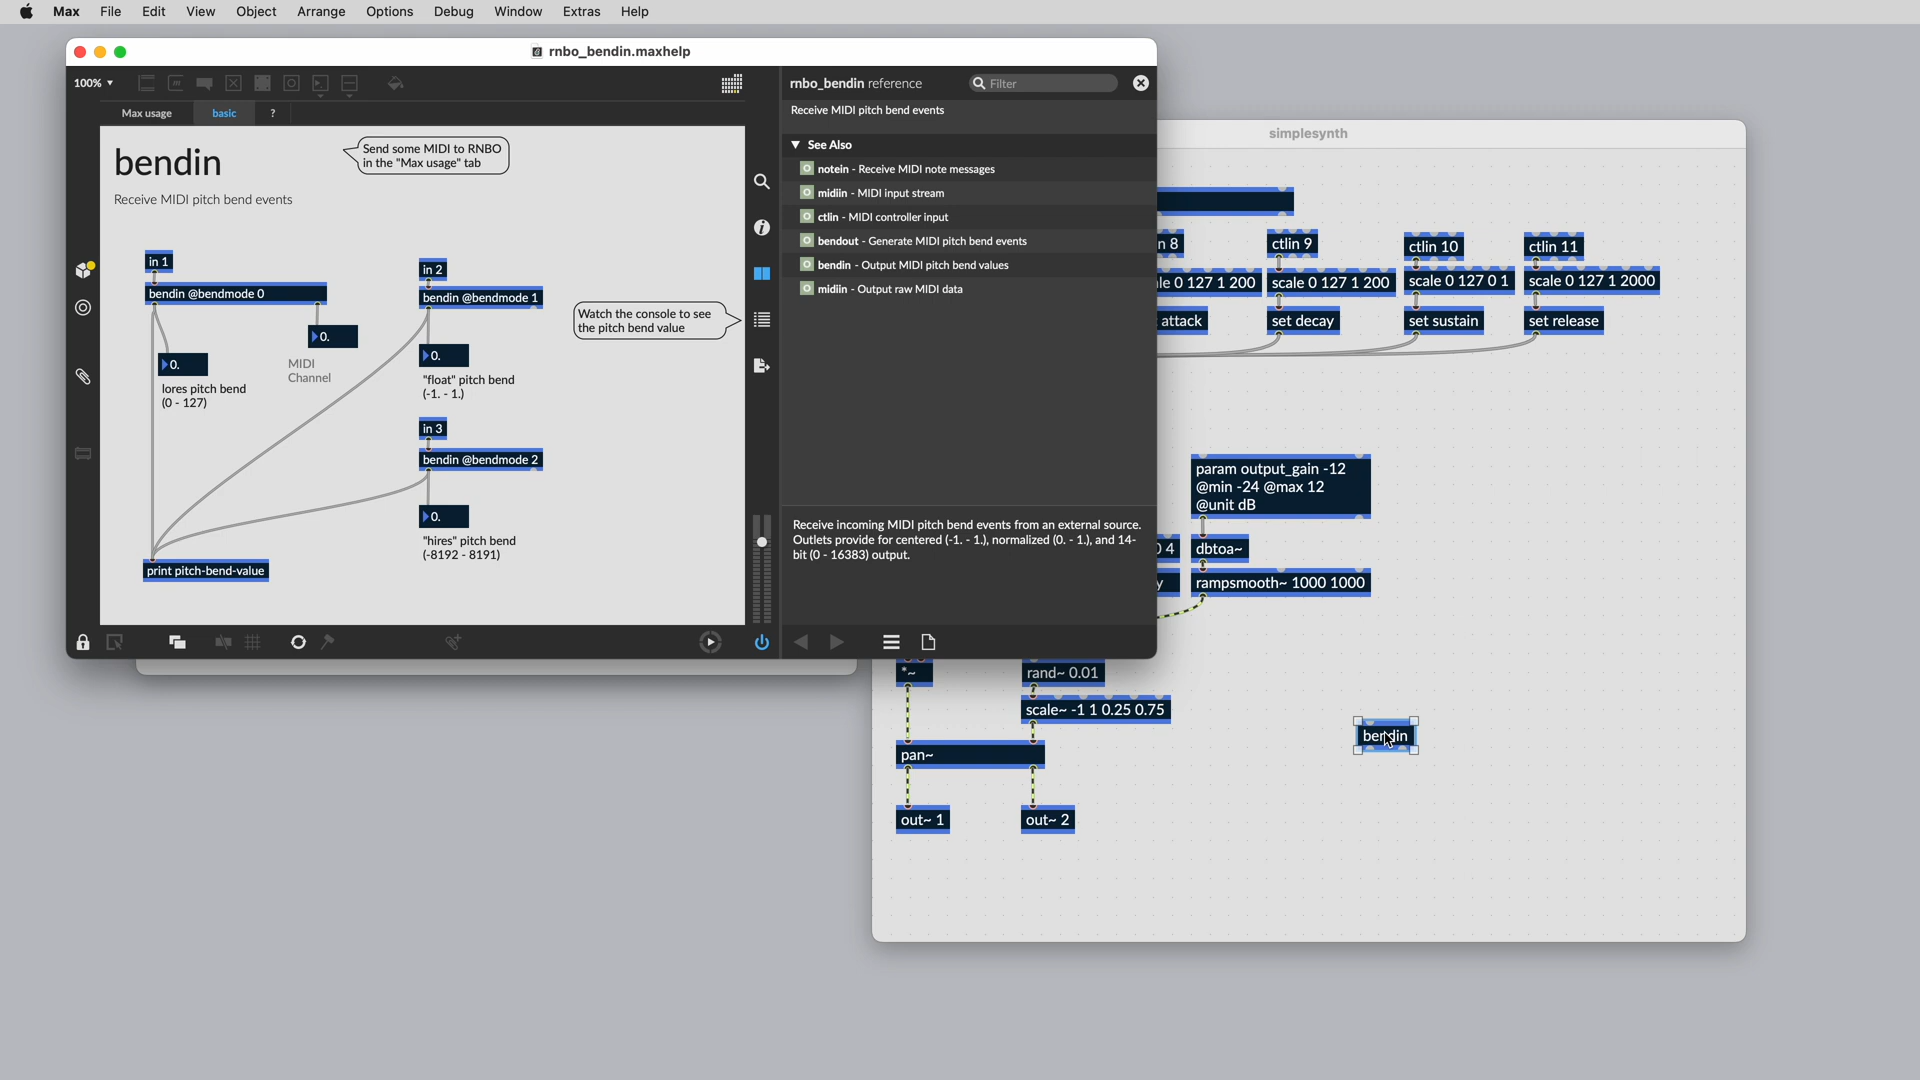 Max File Edit View Object Arrange Options Debug Window Extras Help
rnbo_bendin.maxhelp
100%
Max usage basic ?
bendin
Receive MIDI pitch bend events
Send some MIDI to RNBO
in the "Max usage" tab
in 1
bendin @bendmode 0
0.
MIDI
Channel
0.
lores pitch bend
(0 - 127)
in 2
bendin @bendmode 1
0.
"float" pitch bend
(-1. - 1.)
Watch the console to see
the pitch bend value
in 3
bendin @bendmode 2
0.
"hires" pitch bend
(-8192 - 8191)
print pitch-bend-value
rnbo_bendin reference
Filter
Receive MIDI pitch bend events
See Also
notein - Receive MIDI note messages
midiin - MIDI input stream
ctlin - MIDI controller input
bendout - Generate MIDI pitch bend events
bendin - Output MIDI pitch bend values
midiin - Output raw MIDI data
Receive incoming MIDI pitch bend events from an external source.
Outlets provide for centered (-1. - 1.), normalized (0. - 1.), and 14-
bit (0 - 16383) output.
simplesynth
n 8
ctlin 9
ctlin 10
ctlin 11
le 0 127 1 200
scale 0 127 1 200
scale 0 127 0 1
scale 0 127 1 2000
attack
set decay
set sustain
set release
param output_gain -12
@min -24 @max 12
@unit dB
0 4
dbtoa~
y
rampsmooth~ 1000 1000
*~
rand~ 0.01
scale~ -1 1 0.25 0.75
bendin
pan~
out~ 1
out~ 2